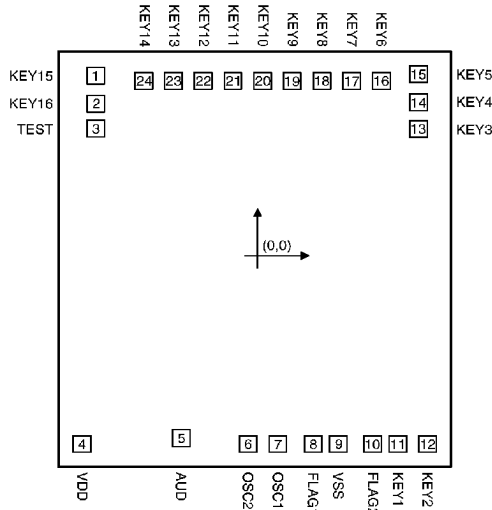 KEY14 KEY13 KEY12 KEY11 KEY10 KEY9 KEY8 KEY7 KEY6
KEY15 1 24 23 22 21 20 19 18 17 16 15 KEY5
KEY16 2 14 KEY4
TEST 3 13 KEY3
(0,0)
4 5 6 7 8 9 10 11 12
VDD AUD OSC2 OSC1 VSS FLAG2 KEY1 KEY2